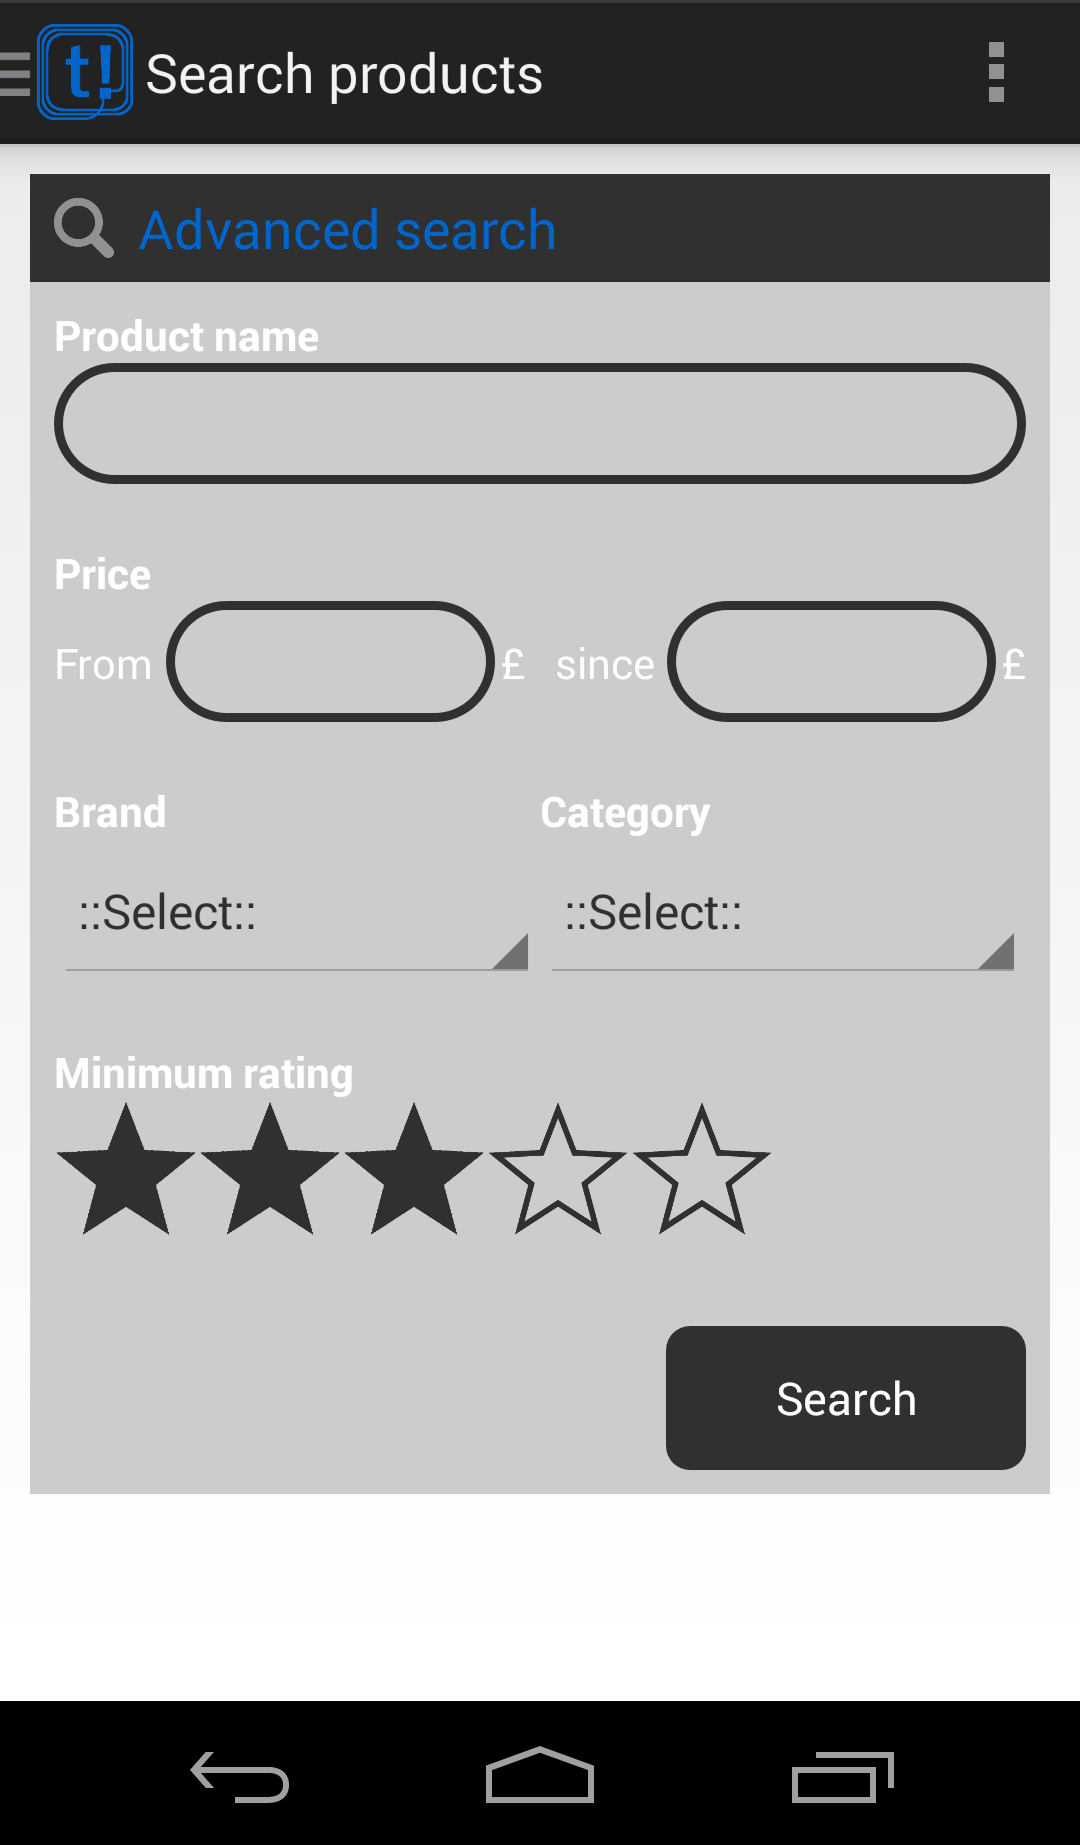 t! Search products
Advanced search
Product name
Price
From £ since £
Brand Category
::Select:: ::Select::
Minimum rating
Search